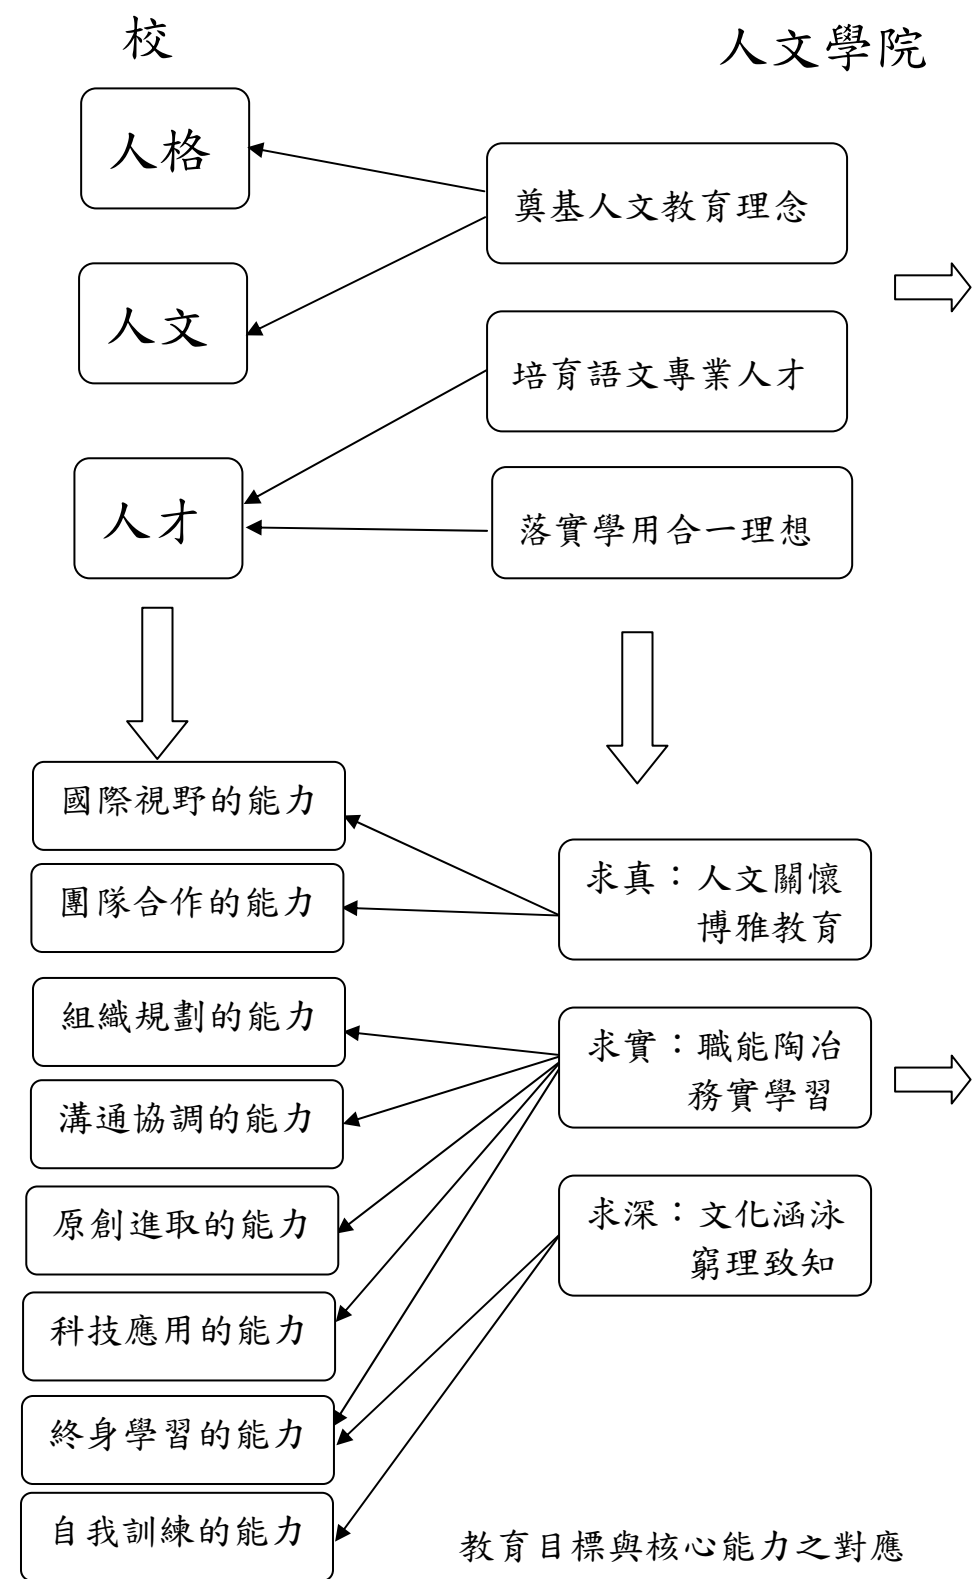 校
人文學院
人格
奠基人文教育理念
人文
培育語文專業人才
人才
落實學用合一理想
國際視野的能力
團隊合作的能力
求真：人文關懷
博雅教育
組織規劃的能力
求實：職能陶冶
務實學習
溝通協調的能力
原創進取的能力
求深：文化涵泳
窮理致知
科技應用的能力
終身學習的能力
自我訓練的能力
教育目標與核心能力之對應